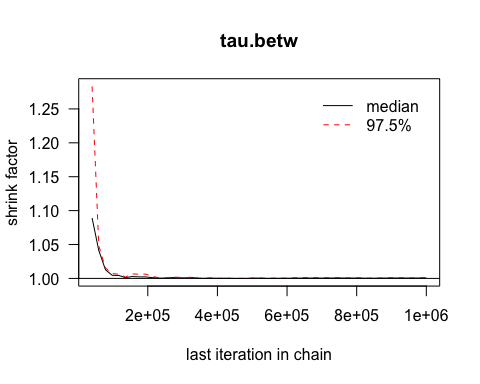 tau.betw
median
97.5%
shrink factor
1.25
1.20
1.15
1.10
1.05
1.00
2e+05 4e+05 6e+05 8e+05 1e+06
last iteration in chain